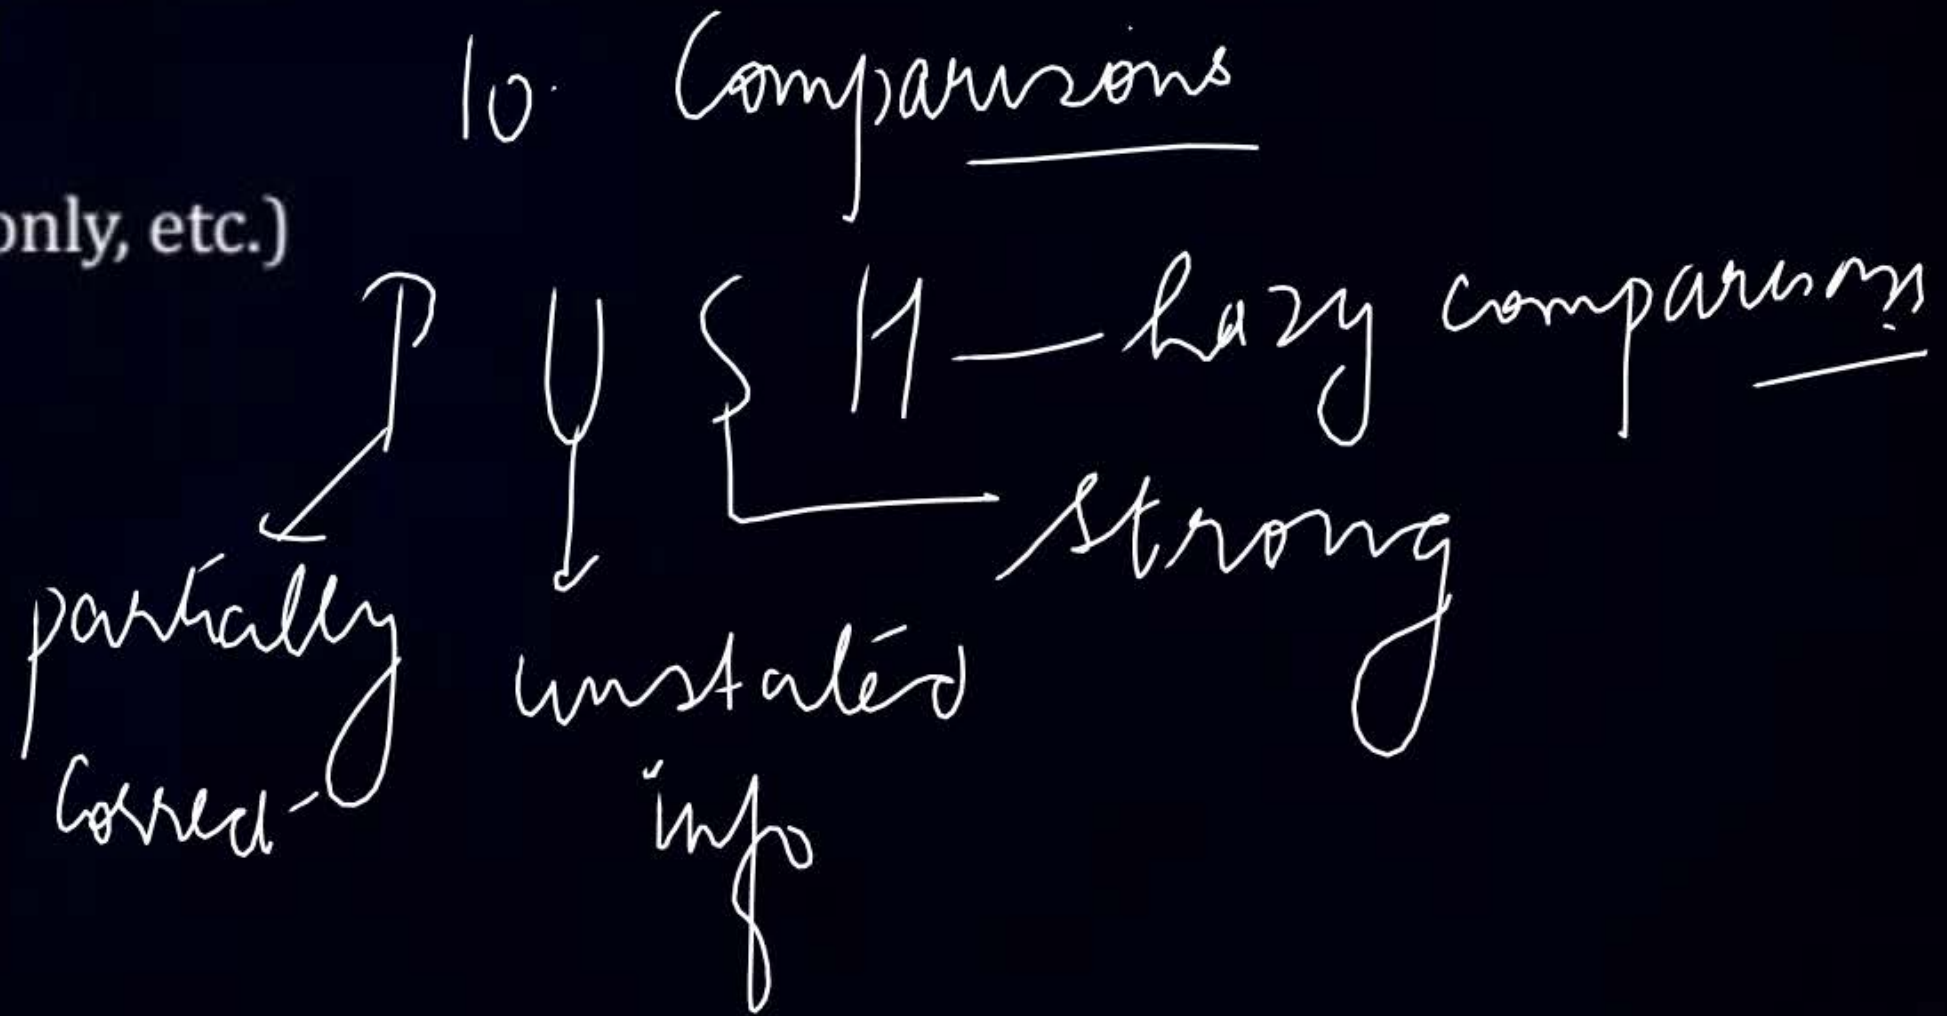 10. Comparisons
only, etc.)
P U S H — hazy comparisons
strong
partially
correct
unstated
info